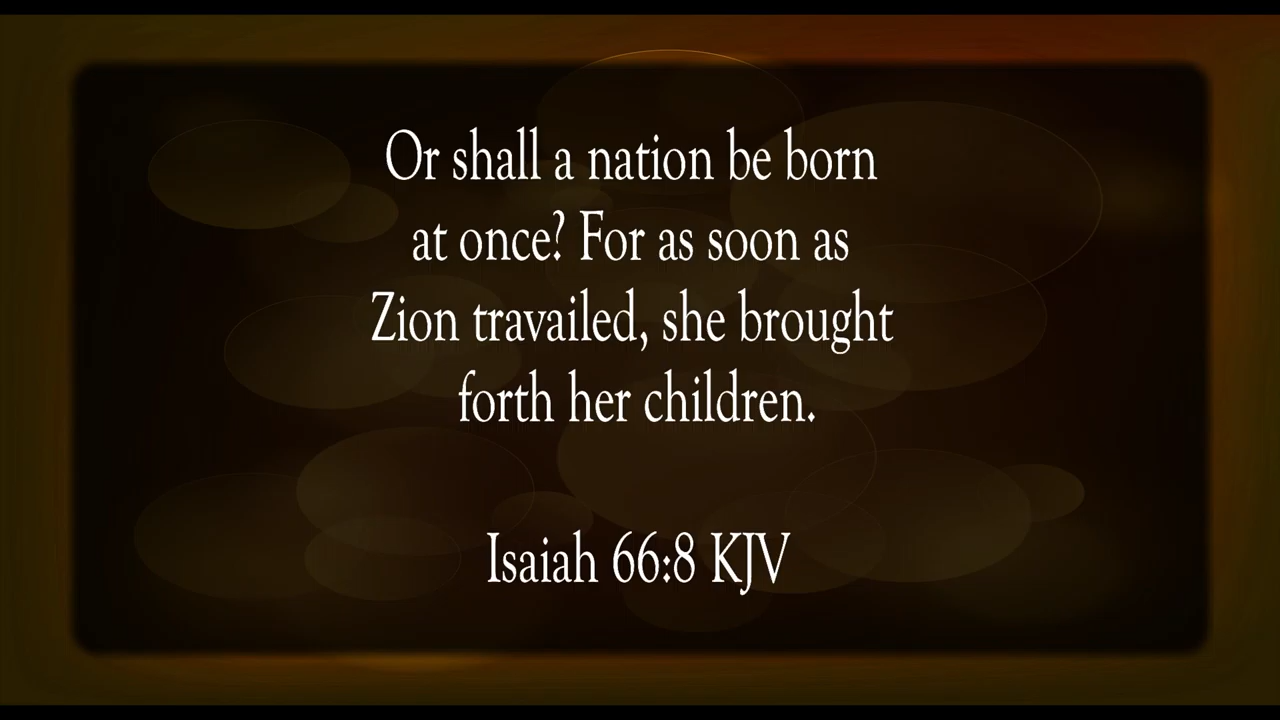 Or shall a nation be born
at once? For as soon as
Zion travailed, she brought
forth her children.
Isaiah 66:8 KJV